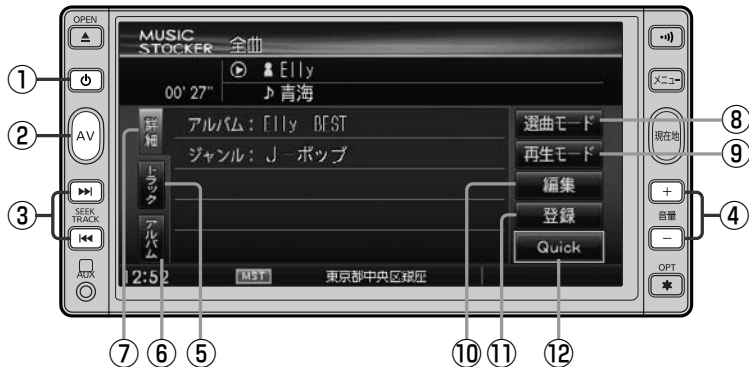 OPEN
MUSIC
STOCKER 全曲
Elly
00'27" 青海
① 
②
AV
③
SEEK
TRACK
AUX
詳細
トラック
アルバム
アルバム: Elly BEST
ジャンル: J-ポップ
選曲モード
再生モード
編集
登録
Quick
12:52 MST 東京都中央区銀座
メニュー
現在地
+
音量
−
OPT
✱
⑧
⑨
④
⑦ ⑥ ⑤ ⑩ ⑪ ⑫